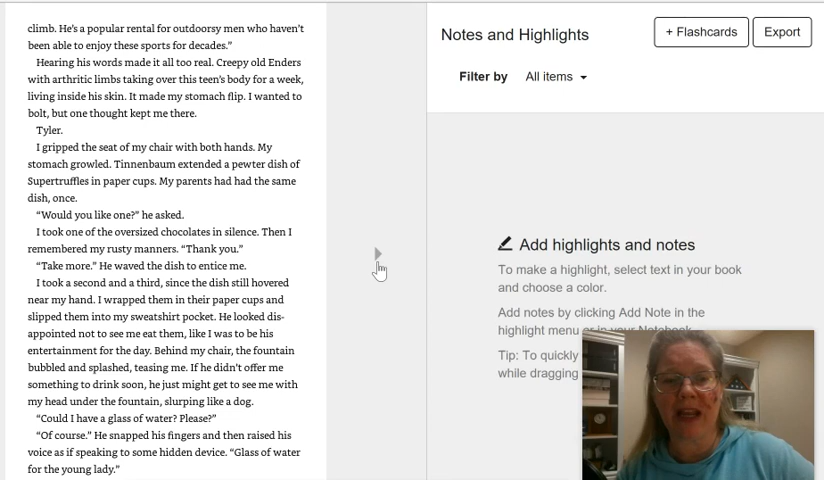 climb. He's a popular rental for outdoorsy men who haven't
been able to enjoy these sports for decades."
Hearing his words made it all too real. Creepy old Enders
with arthritic limbs taking over this teen's body for a week,
living inside his skin. It made my stomach flip. I wanted to
bolt, but one thought kept me there.
Tyler.
I gripped the seat of my chair with both hands. My
stomach growled. Tinnenbaum extended a pewter dish of
Supertruffles in paper cups. My parents had had the same
dish, once.
"Would you like one?" he asked.
I took one of the oversized chocolates in silence. Then I
remembered my rusty manners. "Thank you."
"Take more." He waved the dish to entice me.
I took a second and a third, since the dish still hovered
near my hand. I wrapped them in their paper cups and
slipped them into my sweatshirt pocket. He looked dis-
appointed not to see me eat them, like I was to be his
entertainment for the day. Behind my chair, the fountain
bubbled and splashed, teasing me. If he didn't offer me
something to drink soon, he just might get to see me with
my head under the fountain, slurping like a dog.
"Could I have a glass of water? Please?"
"Of course." He snapped his fingers and then raised his
voice as if speaking to some hidden device. "Glass of water
for the young lady."
Notes and Highlights
+ Flashcards
Export
Filter by All items
Add highlights and notes
To make a highlight, select text in your book
and choose a color.
Add notes by clicking Add Note in the
highlight menu or in your Notebook
Tip: To quickly
while dragging